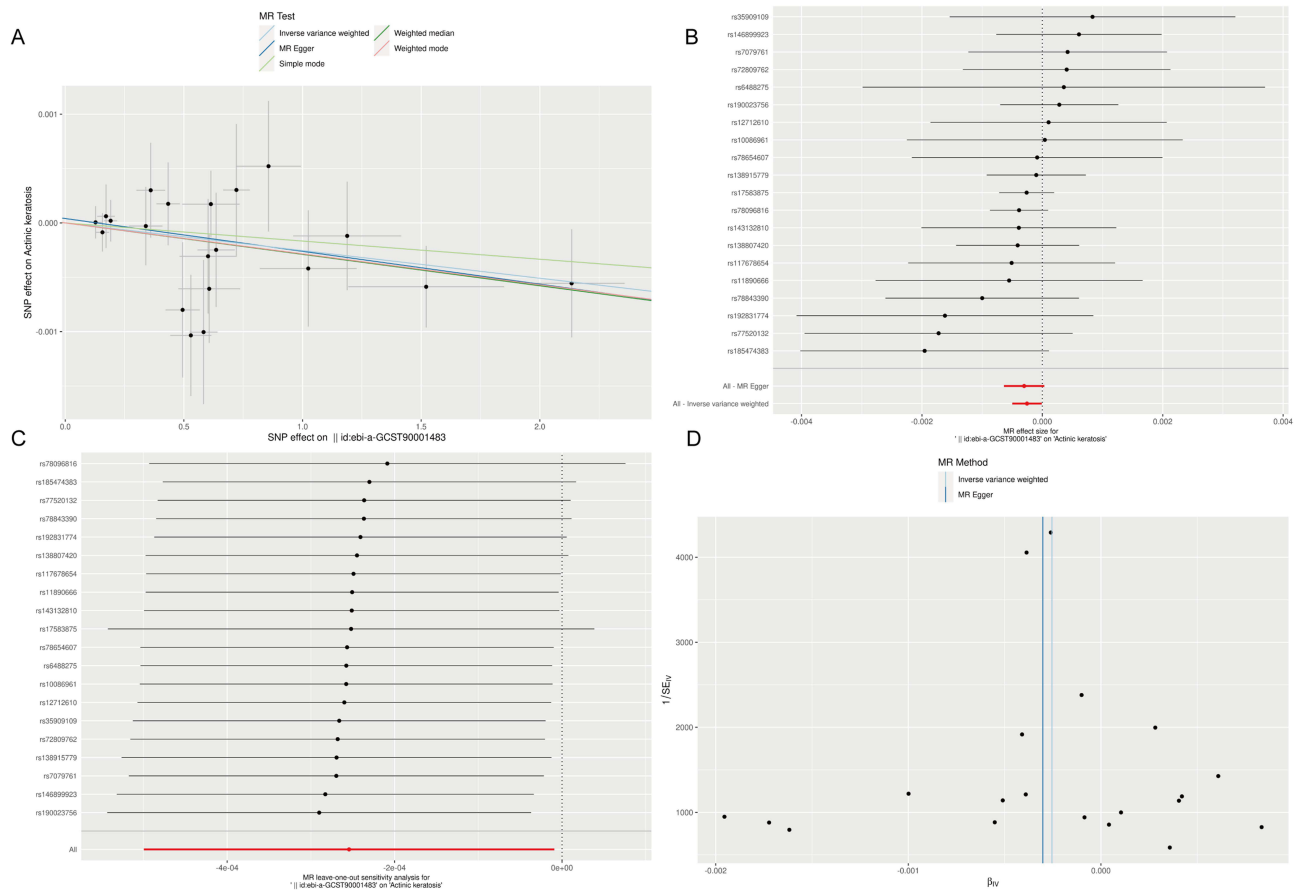 A
MR Test
Inverse variance weighted
Weighted median
MR Egger
Weighted mode
Simple mode
SNP effect on Actinic keratosis
0.001
0.000
-0.001
0.0
0.5
1.0
1.5
2.0
SNP effect on || id:ebi-a-GCST90001483
B
rs35909109
rs146899923
rs7079761
rs72809762
rs6488275
rs190023756
rs12712610
rs10086961
rs78654607
rs138915779
rs17583875
rs78096816
rs143132810
rs138807420
rs117678654
rs11890666
rs78843390
rs192831774
rs77520132
rs185474383
All - MR Egger
All - Inverse variance weighted
-0.004
-0.002
0.000
0.002
0.004
MR effect size for
' || id:ebi-a-GCST90001483' on 'Actinic keratosis'
C
rs78096816
rs185474383
rs77520132
rs78843390
rs192831774
rs138807420
rs117678654
rs11890666
rs143132810
rs17583875
rs78654607
rs6488275
rs10086961
rs12712610
rs35909109
rs72809762
rs138915779
rs7079761
rs146899923
rs190023756
All
-4e-04
-2e-04
0e+00
MR leave-one-out sensitivity analysis for
' || id:ebi-a-GCST90001483' on 'Actinic keratosis'
D
MR Method
Inverse variance weighted
MR Egger
1/SEIV
4000
3000
2000
1000
-0.002
-0.001
0.000
βIV